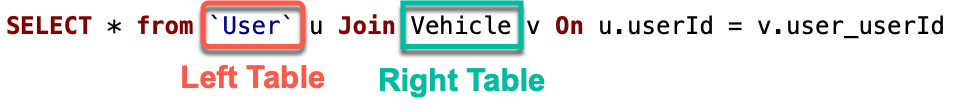 SELECT * from `User` u Join Vehicle v On u.userId = v.user_userId
Left Table Right Table